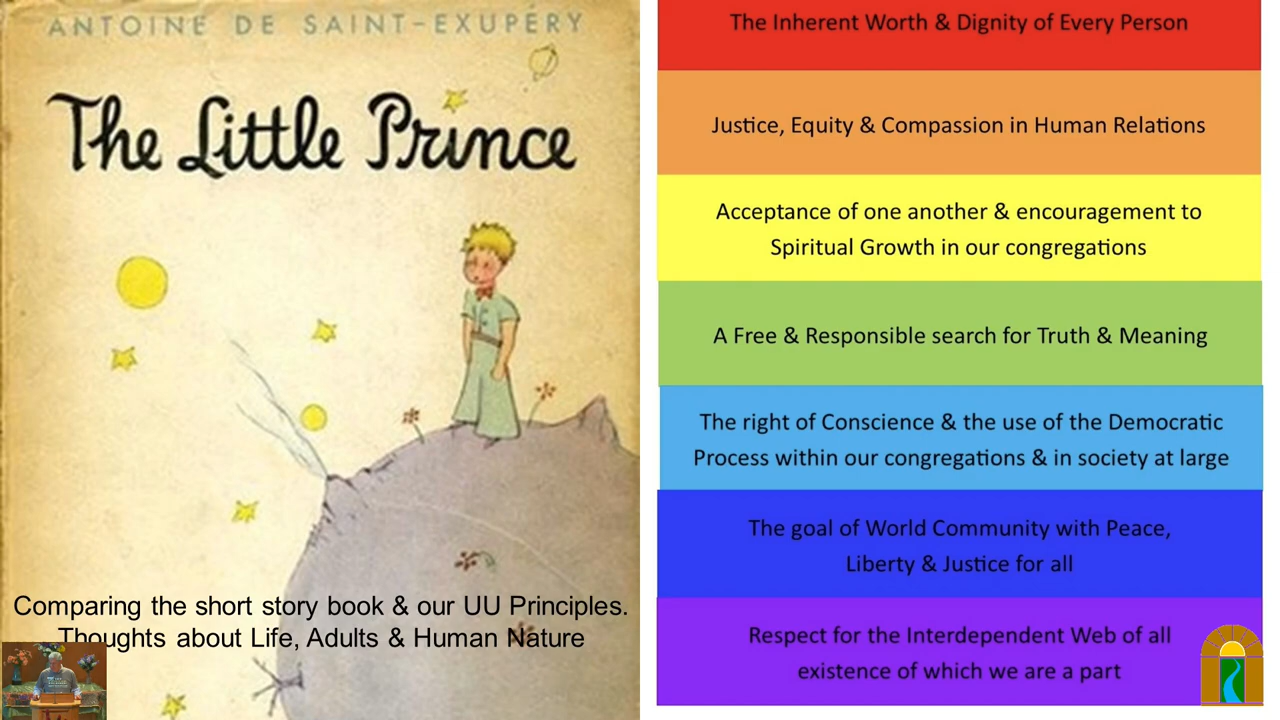 ANTOINE DE SAINT-EXUPÉRY
The Little Prince
Comparing the short story book & our UU Principles.
Thoughts about Life, Adults & Human Nature
The Inherent Worth & Dignity of Every Person
Justice, Equity & Compassion in Human Relations
Acceptance of one another & encouragement to
Spiritual Growth in our congregations
A Free & Responsible search for Truth & Meaning
The right of Conscience & the use of the Democratic
Process within our congregations & in society at large
The goal of World Community with Peace,
Liberty & Justice for all
Respect for the Interdependent Web of all
existence of which we are a part